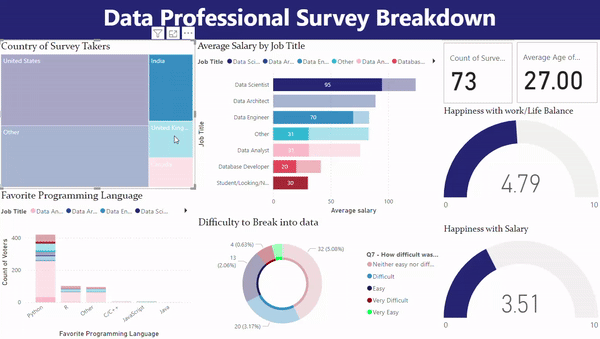 Data Professional Survey Breakdown
Country of Survey Takers
United States
India
Other
United King...
Average Salary by Job Title
Job Title
Data Sc...
Data Ar...
Data En...
Other
Data An...
Databas...
Job Title
Data Scientist
95
Data Architect
Data Engineer
70
Other
31
Data Analyst
31
Database Developer
20
Student/Looking/N...
30
Average salary
Count of Surve...
73
Average Age of...
27.00
Happiness with work/Life Balance
4.79
0
10
Favorite Programming Language
Job Title
Data An...
Data Ar...
Data En...
Data Sci...
Count of Voters
400
200
0
Python
R
Other
C/C++
JavaScript
Java
Favorite Programming Language
Difficulty to Break into data
4 (0.63%)
13
(2.06%)
32 (5.08%)
20 (3.17%)
Q7 - How difficult was...
Neither easy nor diff...
Difficult
Easy
Very Difficult
Very Easy
Happiness with Salary
3.51
0
10